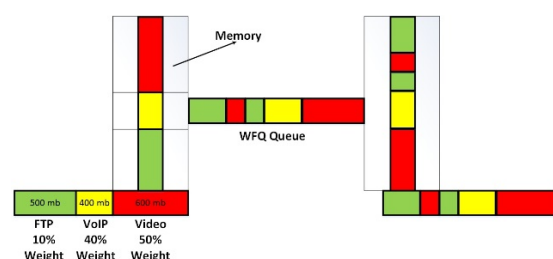 Memory
WFQ Queue
500 mb 400 mb 600 mb
FTP VoIP Video
10% 40% 50%
Weight Weight Weight